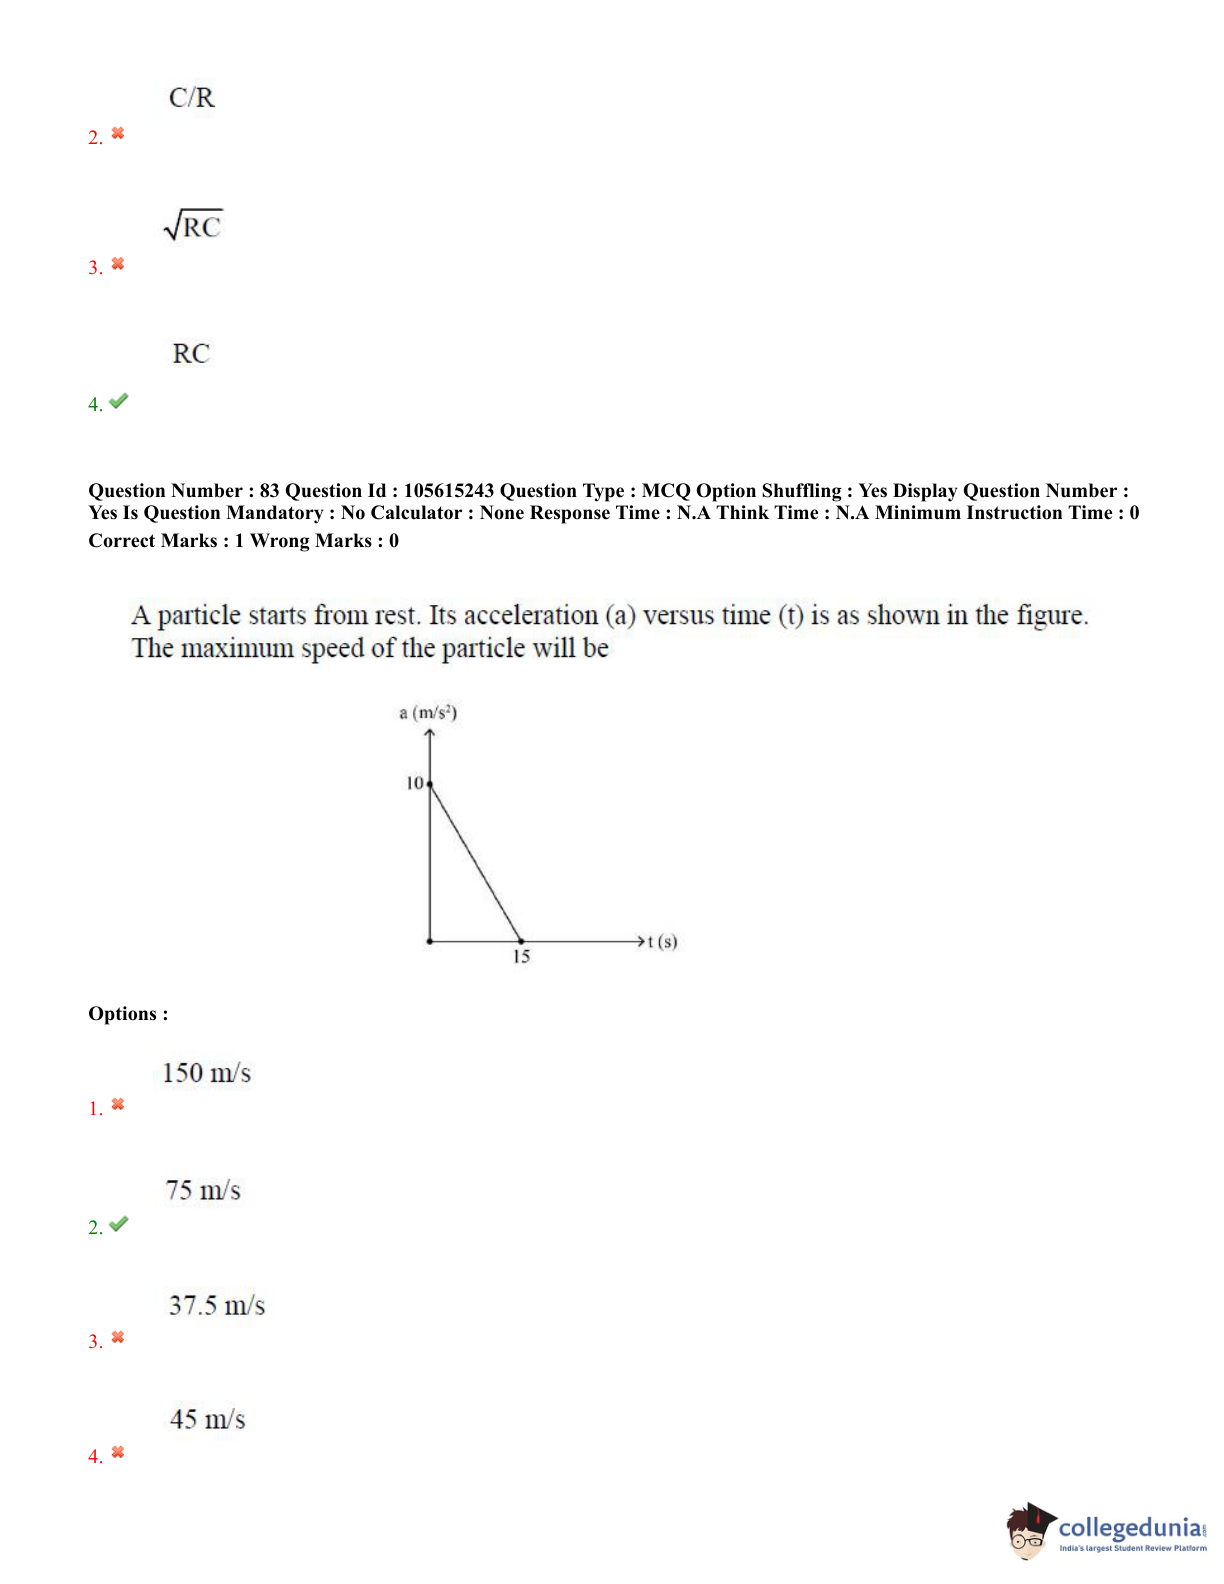 C/R
2.
√RC
3.
RC
4.
Question Number : 83 Question Id : 105615243 Question Type : MCQ Option Shuffling : Yes Display Question Number :
Yes Is Question Mandatory : No Calculator : None Response Time : N.A Think Time : N.A Minimum Instruction Time : 0
Correct Marks : 1 Wrong Marks : 0
A particle starts from rest. Its acceleration (a) versus time (t) is as shown in the figure.
The maximum speed of the particle will be
a (m/s²)
10
t (s)
15
Options :
150 m/s
1.
75 m/s
2.
37.5 m/s
3.
45 m/s
4.
collegedunia.com
India's largest Student Review Platform